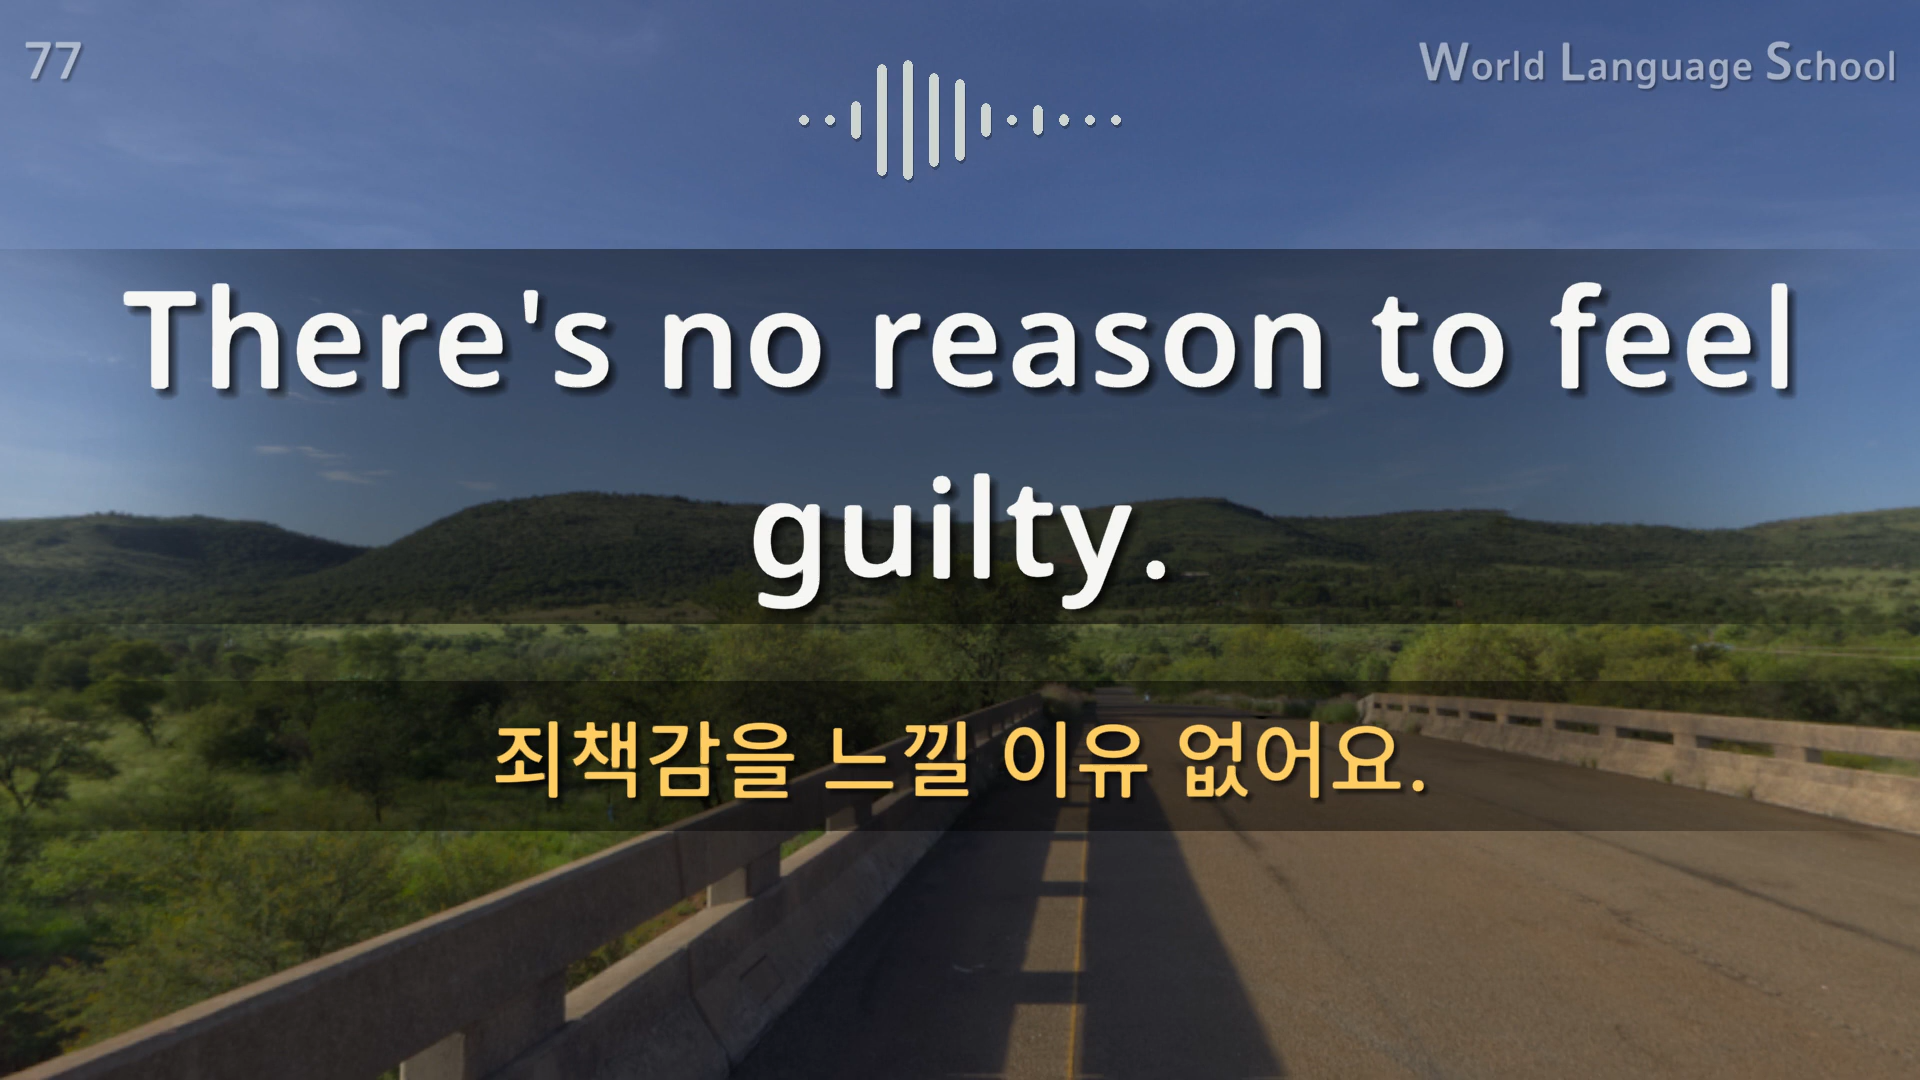 77
World Language School
There's no reason to feel
guilty.
죄책감을 느낄 이유 없어요.